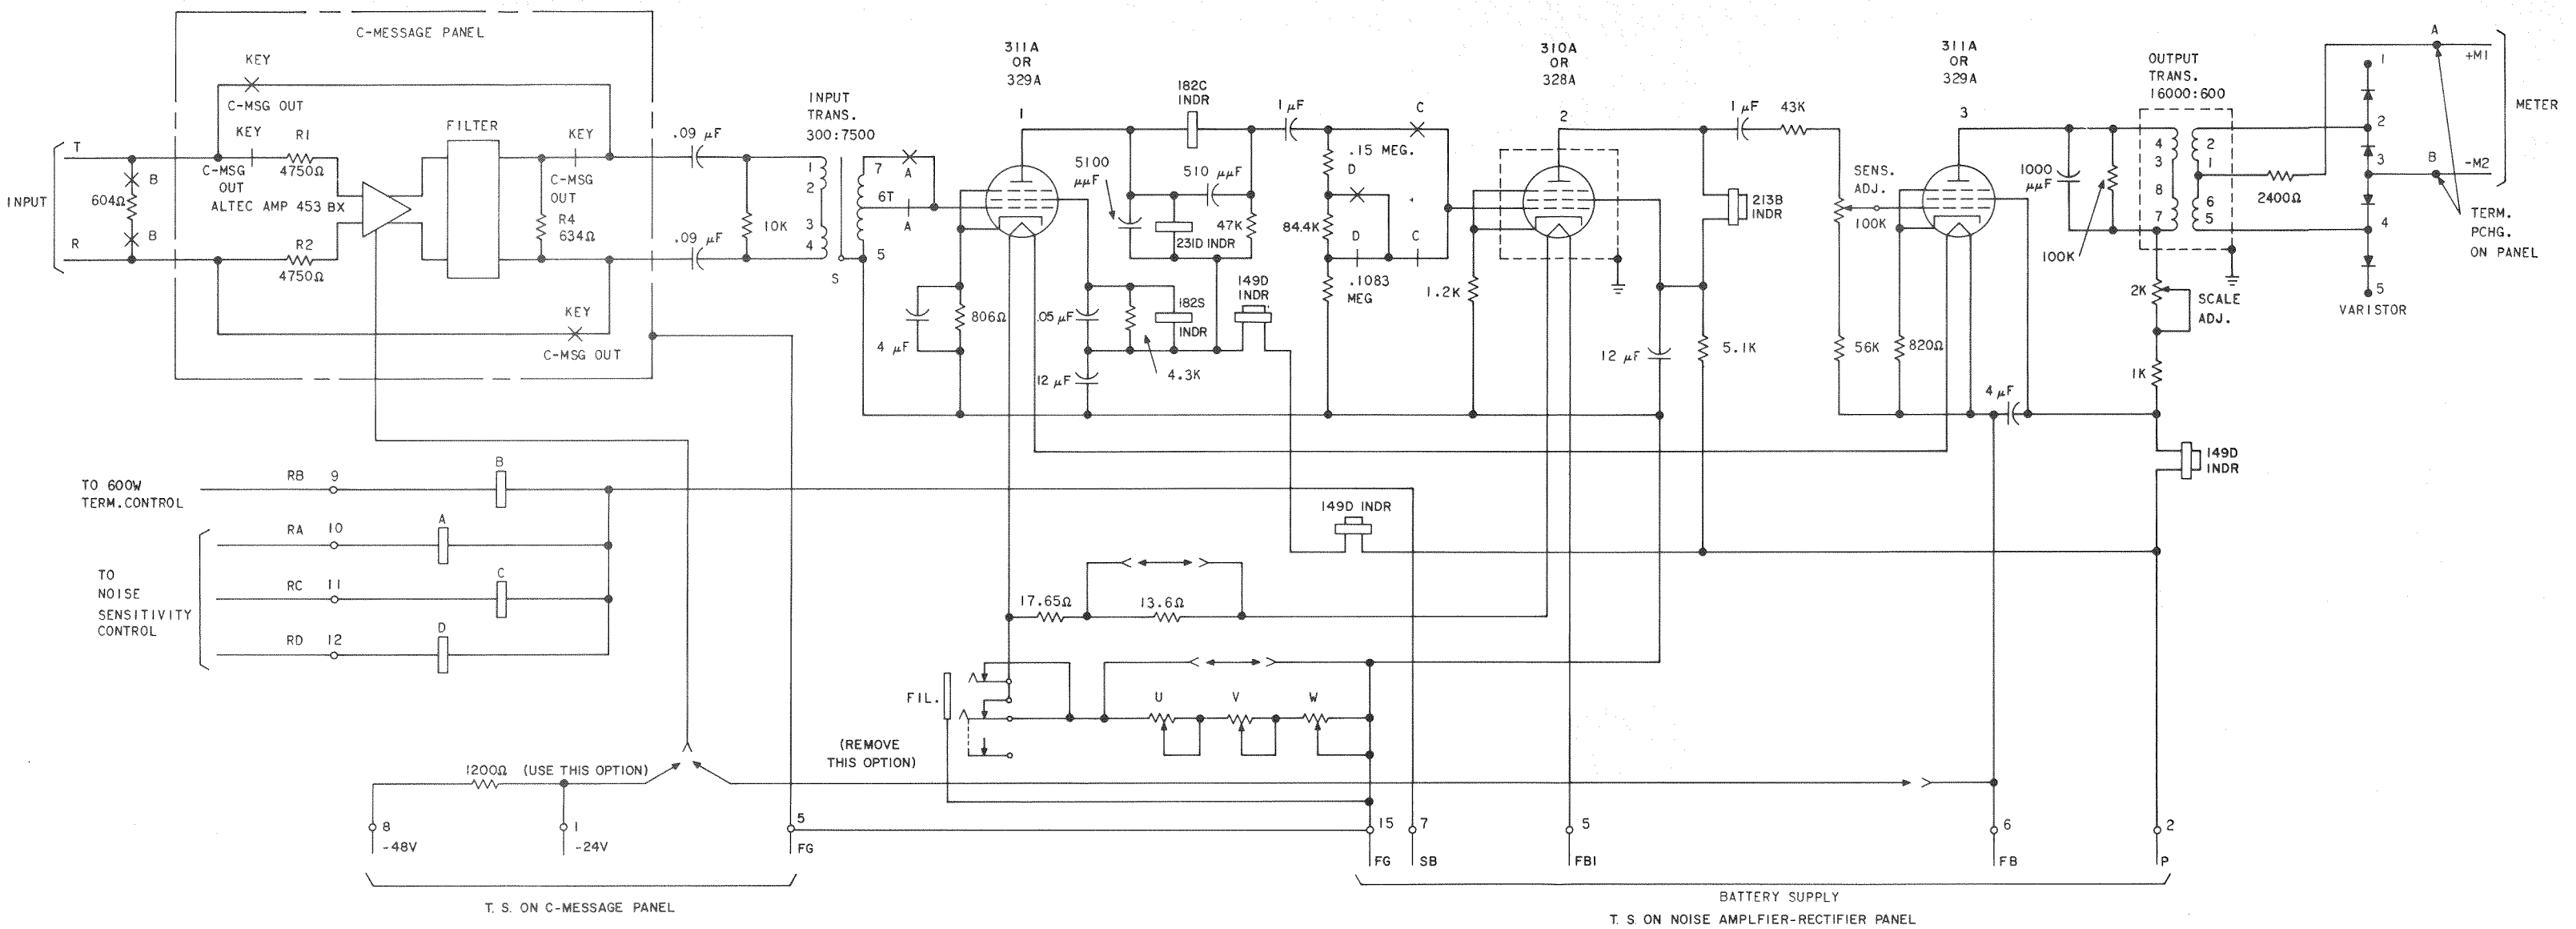 C-MESSAGE PANEL
KEY
C-MSG OUT
KEY
R1
4750Ω
C-MSG
OUT
ALTEC AMP 453 BX
R2
4750Ω
FILTER
KEY
C-MSG
OUT
R4
634Ω
KEY
C-MSG OUT
INPUT
T
B
604Ω
B
R
.09 μF
.09 μF
10K
INPUT
TRANS.
300:7500
1
2
3
4
S
7
6T
5
A
A
311A
OR
329A
1
806Ω
4 μF
5100
μμF
182C
INDR
510 μμF
231D INDR
47K
.05 μF
182S
INDR
4.3K
12 μF
149D
INDR
1 μF
.15 MEG.
D
84.4K
D
.1083
MEG
C
C
310A
OR
328A
2
1.2K
12 μF
5.1K
213B
INDR
1 μF
43K
SENS.
ADJ.
100K
56K
311A
OR
329A
3
820Ω
4 μF
1000
μμF
100K
OUTPUT
TRANS.
16000:600
4
3
8
7
2
1
6
5
2K
SCALE
ADJ.
1K
149D
INDR
2400Ω
1
2
3
4
5
VARISTOR
A
+M1
B
-M2
METER
TERM.
PCHG.
ON PANEL
TO 600W
TERM.CONTROL
RB
9
B
TO
NOISE
SENSITIVITY
CONTROL
RA
10
A
RC
11
C
RD
12
D
149D INDR
17.65Ω
13.6Ω
FIL.
U
V
W
(REMOVE
THIS OPTION)
1200Ω
(USE THIS OPTION)
8
-48V
1
-24V
5
FG
T. S. ON C-MESSAGE PANEL
15
FG
7
SB
5
FB1
6
FB
2
P
BATTERY SUPPLY
T. S. ON NOISE AMPLFIER-RECTIFIER PANEL